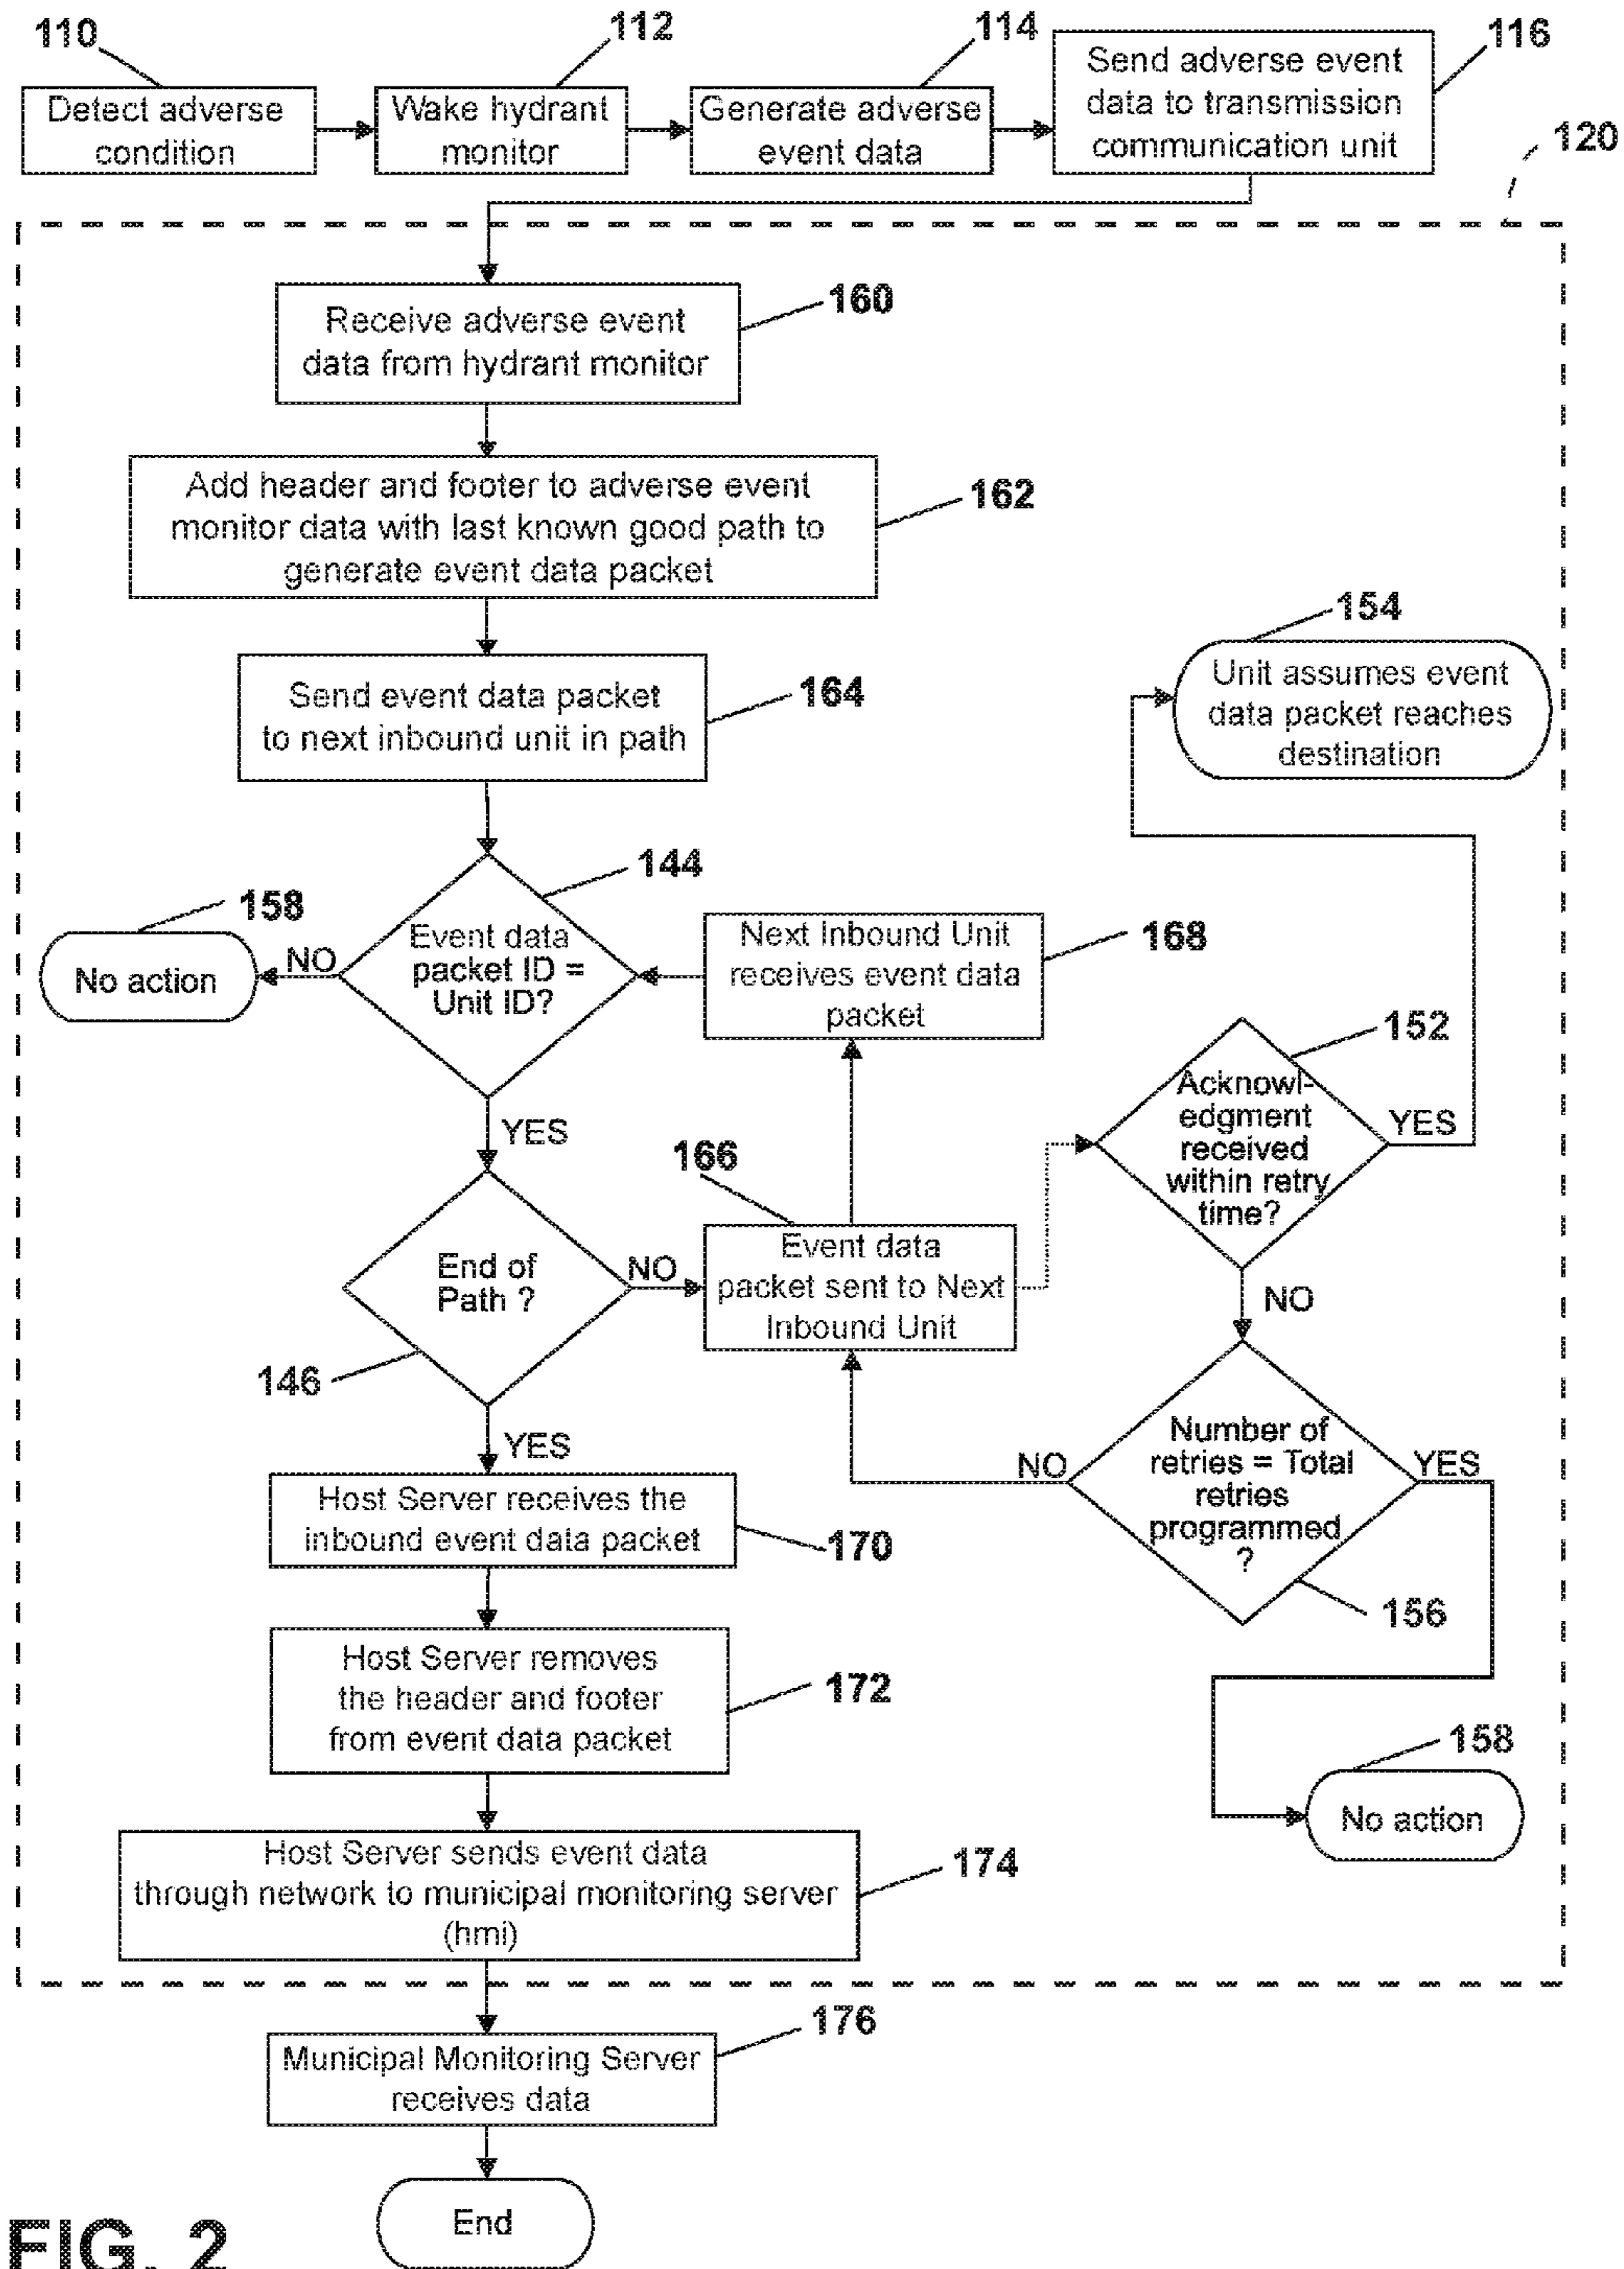 110
112
114
116
Detect adverse
condition
Wake hydrant
monitor
Generate adverse
event data
Send adverse event
data to transmission
communication unit
120
Receive adverse event
data from hydrant monitor
160
Add header and footer to adverse event
monitor data with last known good path to
generate event data packet
162
154
Unit assumes event
data packet reaches
destination
Send event data packet
to next inbound unit in path
164
144
158
No action
NO
Event data
packet ID =
Unit ID?
Next Inbound Unit
receives event data
packet
168
152
Acknowl-
edgment
received
within retry
time?
YES
YES
166
End of
Path ?
NO
Event data
packet sent to Next
Inbound Unit
NO
146
YES
Number of
retries = Total
retries
programmed
?
NO
YES
Host Server receives the
inbound event data packet
170
156
Host Server removes
the header and footer
from event data packet
172
158
No action
Host Server sends event data
through network to municipal monitoring server
(hmi)
174
176
Municipal Monitoring Server
receives data
End
FIG. 2